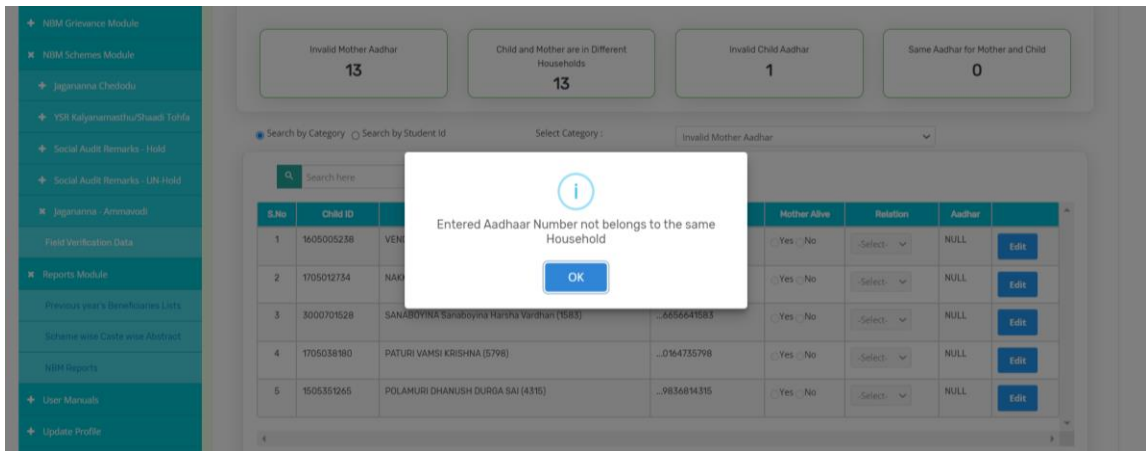 NBM Grievance Module
NBM Schemes Module
Jagananna Chedodu
YSR Kalyanamasthu/Shaadi Tohfa
Social Audit Remarks - Hold
Social Audit Remarks - UN-Hold
Jagananna - Ammavodi
Field Verification Data
Reports Module
Previous year's Beneficiaries Lists
Scheme wise Caste wise Abstract
NBM Reports
User Manuals
Update Profile
Invalid Mother Aadhar
13
Child and Mother are in Different
Households
13
Invalid Child Aadhar
1
Same Aadhar for Mother and Child
0
Search by Category Search by Student Id Select Category : Invalid Mother Aadhar
Search here
i
Entered Aadhaar Number not belongs to the same
Household
OK
S.No Child ID Mother Alive Relation Aadhar
1 1605005238 Yes No -Select- NULL Edit
2 1705012734 Yes No -Select- NULL Edit
3 3000701528 SANABOYINA Sanaboyina Harsha Vardhan (1583) ...6656641583 Yes No -Select- NULL Edit
4 1705038180 PATURI VAMSI KRISHNA (5798) ...0164735798 Yes No -Select- NULL Edit
5 1505351265 POLAMURI DHANUSH DURGA SAI (4315) ...9836814315 Yes No -Select- NULL Edit